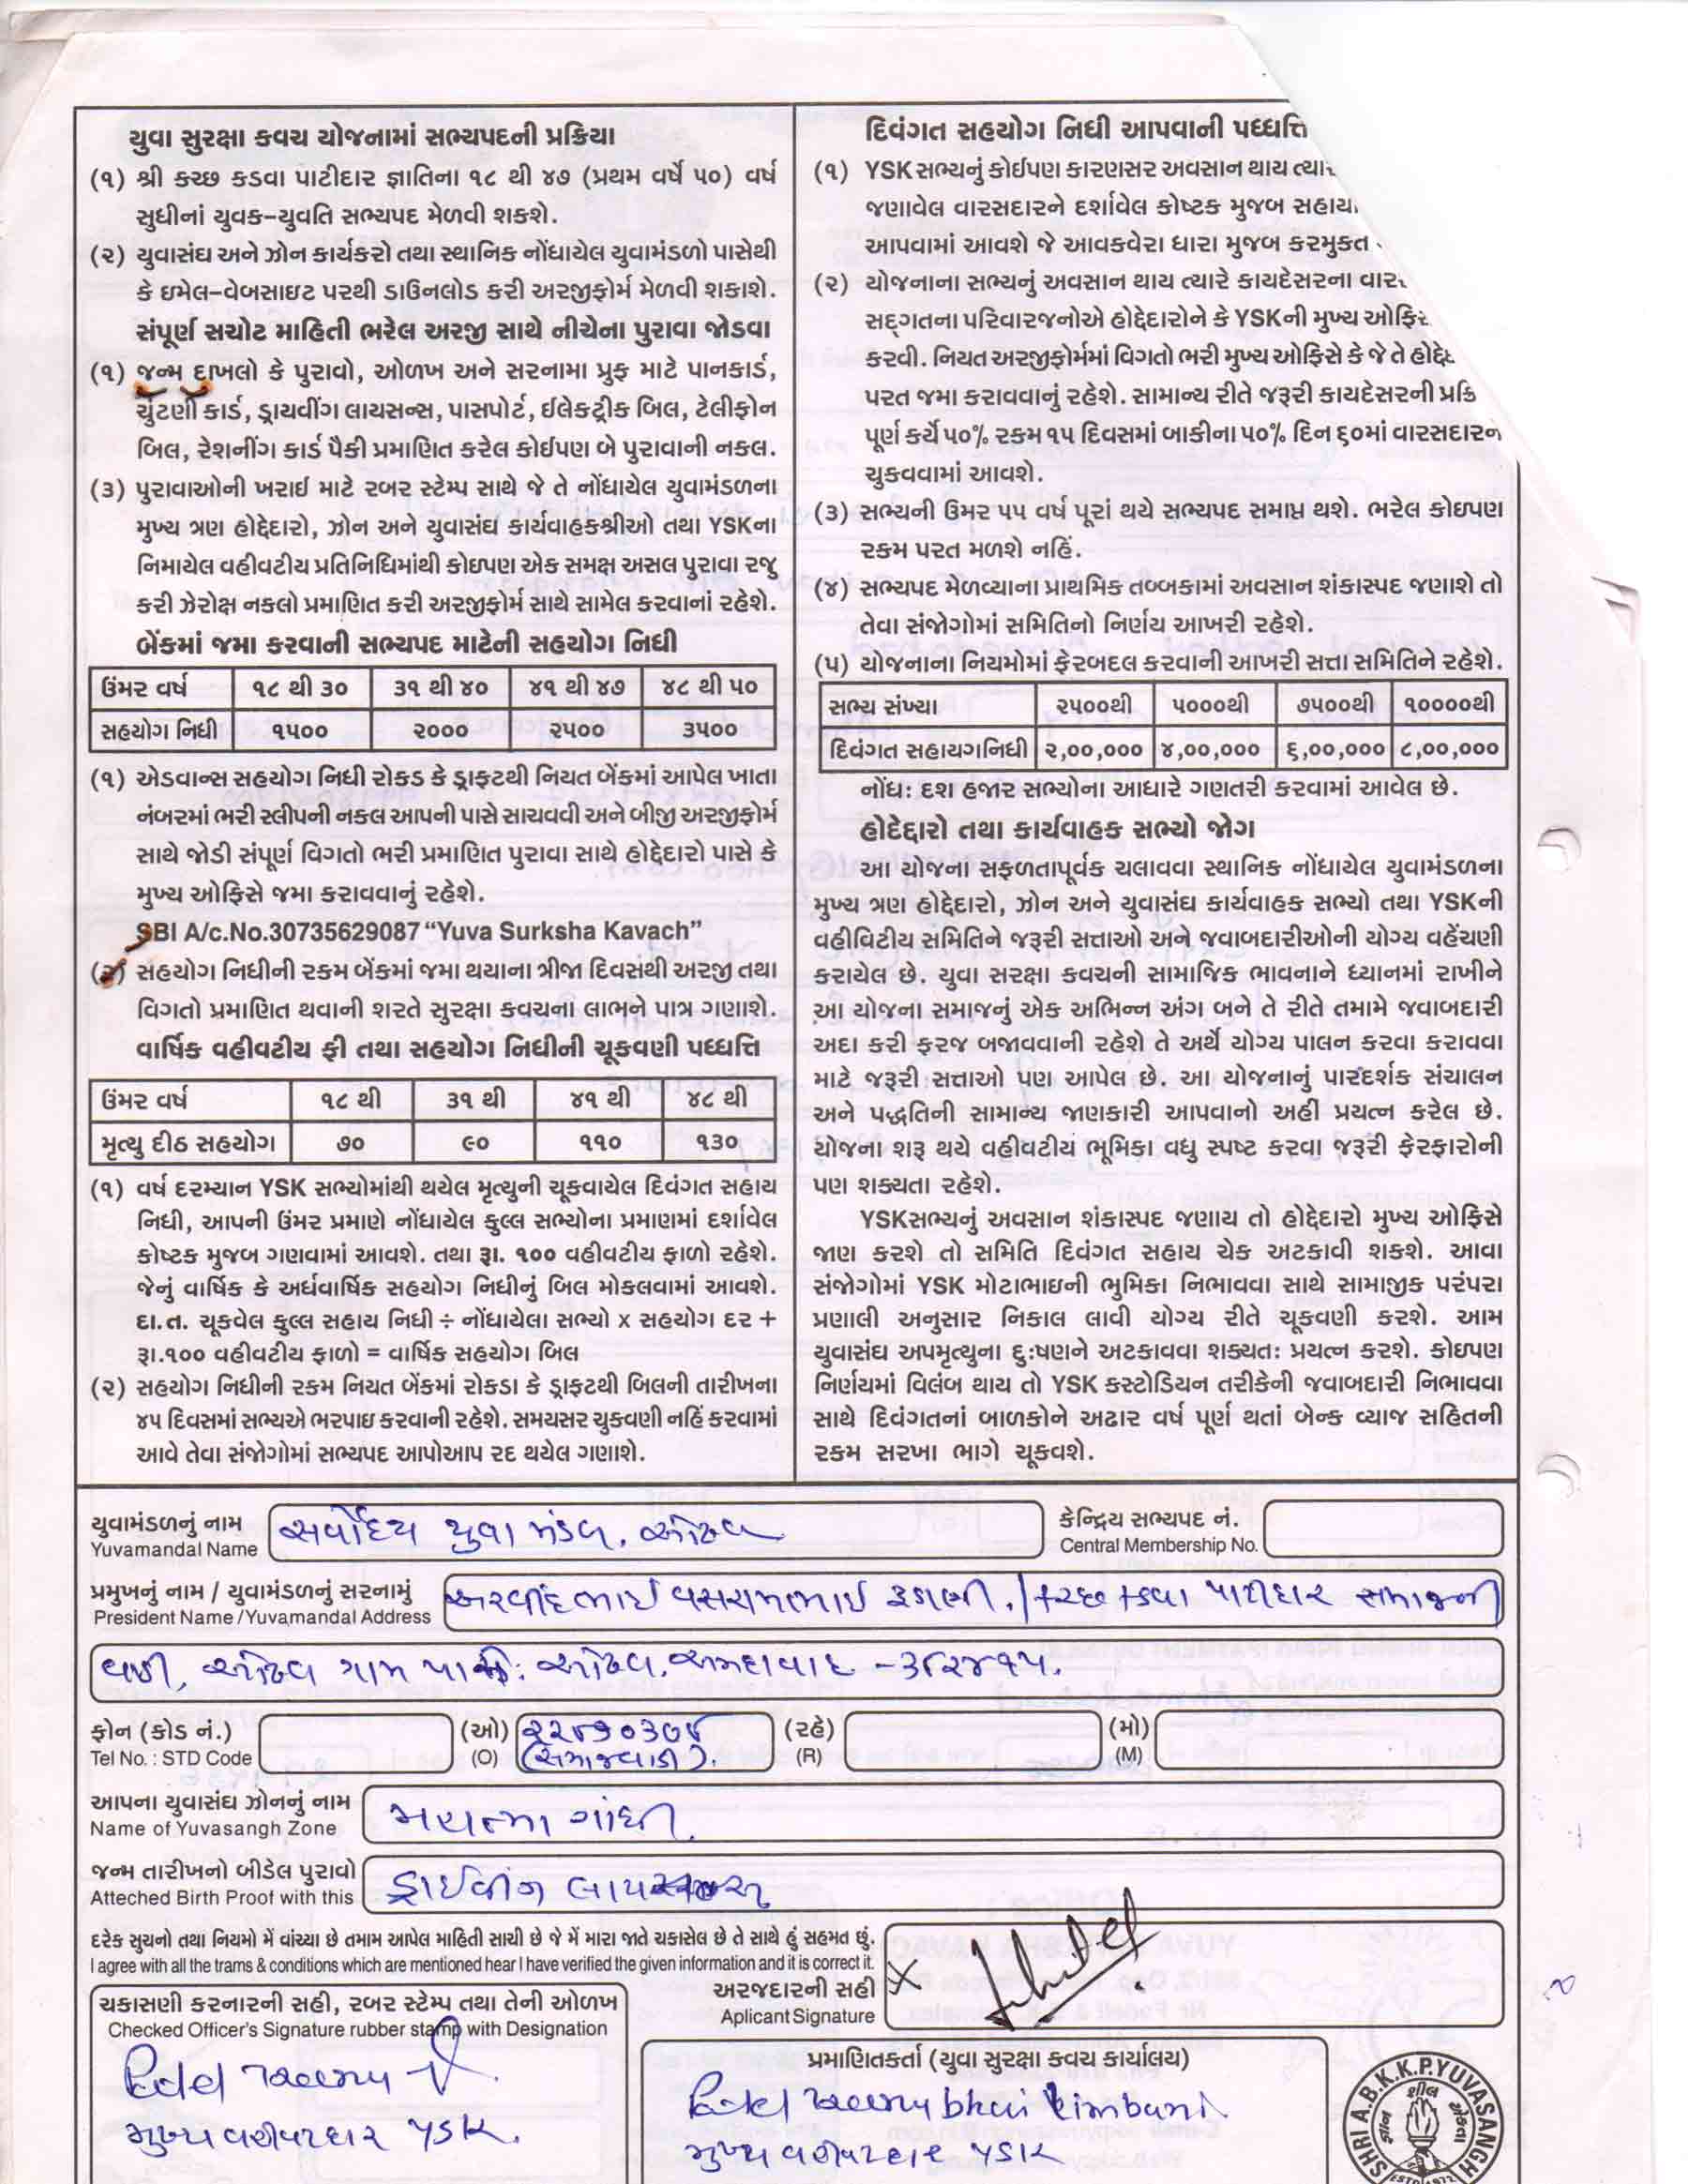 યુવા સુરક્ષા કવચ યોજનામાં સભ્યપદની પ્રક્રિયા
(૧) શ્રી કચ્છ કડવા પાટીદાર જ્ઞાતિના ૧૮ થી ૪૭ (પ્રથમ વર્ષે ૫૦) વર્ષ
સુધીનાં યુવક-યુવતિ સભ્યપદ મેળવી શકશે.
(૨) યુવાસંઘ અને ઝોન કાર્યકરો તથા સ્થાનિક નોંધાયેલ યુવામંડળો પાસેથી
કે ઇમેલ-વેબસાઇટ પરથી ડાઉનલોડ કરી અરજીફોર્મ મેળવી શકાશે.
સંપૂર્ણ સચોટ માહિતી ભરેલ અરજી સાથે નીચેના પુરાવા જોડવા
(૧) જન્મ દાખલો કે પુરાવો, ઓળખ અને સરનામા પ્રુફ માટે પાનકાર્ડ,
ચુંટણી કાર્ડ, ડ્રાયવીંગ લાયસન્સ, પાસપોર્ટ, ઈલેક્ટ્રીક બિલ, ટેલીફોન
બિલ, રેશનીંગ કાર્ડ પૈકી પ્રમાણિત કરેલ કોઈપણ બે પુરાવાની નકલ.
(૩) પુરાવાઓની ખરાઈ માટે રબર સ્ટેમ્પ સાથે જે તે નોંધાયેલ યુવામંડળના
મુખ્ય ત્રણ હોદ્દેદારો, ઝોન અને યુવાસંઘ કાર્યવાહકશ્રીઓ તથા YSKના
નિમાયેલ વહીવટીય પ્રતિનિધિમાંથી કોઇપણ એક સમક્ષ અસલ પુરાવા રજુ
કરી ઝેરોક્ષ નકલો પ્રમાણિત કરી અરજીફોર્મ સાથે સામેલ કરવાનાં રહેશે.
બેંકમાં જમા કરવાની સભ્યપદ માટેની સહયોગ નિધી
ઉંમર વર્ષ ૧૮ થી ૩૦ ૩૧ થી ૪૦ ૪૧ થી ૪૭ ૪૮ થી ૫૦
સહયોગ નિધી ૧૫૦૦ ૨૦૦૦ ૨૫૦૦ ૩૫૦૦
(૧) એડવાન્સ સહયોગ નિધી રોકડ કે ડ્રાફ્ટથી નિયત બેંકમાં આપેલ ખાતા
નંબરમાં ભરી સ્લીપની નકલ આપની પાસે સાચવવી અને બીજી અરજીફોર્મ
સાથે જોડી સંપૂર્ણ વિગતો ભરી પ્રમાણિત પુરાવા સાથે હોદ્દેદારો પાસે કે
મુખ્ય ઓફિસે જમા કરાવવાનું રહેશે.
SBI A/c.No.30735629087 “Yuva Surksha Kavach”
(૨) સહયોગ નિધીની રકમ બેંકમાં જમા થયાના ત્રીજા દિવસથી અરજી તથા
વિગતો પ્રમાણિત થવાની શરતે સુરક્ષા કવચના લાભને પાત્ર ગણાશે.
વાર્ષિક વહીવટીય ફી તથા સહયોગ નિધીની ચૂકવણી પધ્ધતિ
ઉંમર વર્ષ ૧૮ થી ૩૧ થી ૪૧ થી ૪૮ થી
મૃત્યુ દીઠ સહયોગ ૭૦ ૯૦ ૧૧૦ ૧૩૦
(૧) વર્ષ દરમ્યાન YSK સભ્યોમાંથી થયેલ મૃત્યુની ચૂકવાયેલ દિવંગત સહાય
નિધી, આપની ઉંમર પ્રમાણે નોંધાયેલ કુલ્લ સભ્યોના પ્રમાણમાં દર્શાવેલ
કોષ્ટક મુજબ ગણવામાં આવશે. તથા રૂા. ૧૦૦ વહીવટીય ફાળો રહેશે.
જેનું વાર્ષિક કે અર્ધવાર્ષિક સહયોગ નિધીનું બિલ મોકલવામાં આવશે.
દા.ત. ચૂકવેલ કુલ્લ સહાય નિધી ÷ નોંધાયેલા સભ્યો x સહયોગ દર +
રૂા.૧૦૦ વહીવટીય ફાળો = વાર્ષિક સહયોગ બિલ
(૨) સહયોગ નિધીની રકમ નિયત બેંકમાં રોકડા કે ડ્રાફટથી બિલની તારીખના
૪૫ દિવસમાં સભ્યએ ભરપાઇ કરવાની રહેશે. સમયસર ચુકવણી નહિં કરવામાં
આવે તેવા સંજોગોમાં સભ્યપદ આપોઆપ રદ થયેલ ગણાશે.
દિવંગત સહયોગ નિધી આપવાની પધ્ધતિ
(૧) YSK સભ્યનું કોઈપણ કારણસર અવસાન થાય
જણાવેલ વારસદારને દર્શાવેલ કોષ્ટક મુજબ
આપવામાં આવશે જે આવકવેરા ધારા મુજબ કરમુક્ત
(૨) યોજનાના સભ્યનું અવસાન થાય ત્યારે કાયદેસરના
સદ્ગતના પરિવારજનોએ હોદ્દેદારોને કે YSKની મુખ્ય
કરવી. નિયત અરજીફોર્મમાં વિગતો ભરી મુખ્ય ઓફિસે કે જે તે
પરત જમા કરાવવાનું રહેશે. સામાન્ય રીતે જરૂરી કાયદેસરની
પૂર્ણ કર્યે ૫૦% રકમ ૧૫ દિવસમાં બાકીના ૫૦% દિન ૬૦માં
ચુકવવામાં આવશે.
(૩) સભ્યની ઉંમર ૫૫ વર્ષ પૂરાં થયે સભ્યપદ સમાપ્ત થશે. ભરેલ કોઇપણ
રકમ પરત મળશે નહિં.
(૪) સભ્યપદ મેળવ્યાના પ્રાથમિક તબ્બકામાં અવસાન શંકાસ્પદ જણાશે તો
તેવા સંજોગોમાં સમિતિનો નિર્ણય આખરી રહેશે.
(૫) યોજનાના નિયમોમાં ફેરબદલ કરવાની આખરી સત્તા સમિતિને રહેશે.
સભ્ય સંખ્યા ૨૫૦૦થી ૫૦૦૦થી ૭૫૦૦થી ૧૦૦૦૦થી
દિવંગત સહાયગનિધી ૨,૦૦,૦૦૦ ૪,૦૦,૦૦૦ ૬,૦૦,૦૦૦ ૮,૦૦,૦૦૦
નોંધ: દશ હજાર સભ્યોના આધારે ગણતરી કરવામાં આવેલ છે.
હોદેદ્દારો તથા કાર્યવાહક સભ્યો જોગ
આ યોજના સફળતાપૂર્વક ચલાવવા સ્થાનિક નોંધાયેલ યુવામંડળના
મુખ્ય ત્રણ હોદ્દેદારો, ઝોન અને યુવાસંઘ કાર્યવાહક સભ્યો તથા YSKની
વહીવિટીય સમિતિને જરૂરી સત્તાઓ અને જવાબદારીઓની યોગ્ય વહેંચણી
કરાયેલ છે. યુવા સરક્ષા કવચની સામાજિક ભાવનાને ધ્યાનમાં રાખીને
આ યોજના સમાજનું એક અભિન્ન અંગ બને તે રીતે તમામે જવાબદારી
અદા કરી ફરજ બજાવવાની રહેશે તે અર્થે યોગ્ય પાલન કરવા કરાવવા
માટે જરૂરી સત્તાઓ પણ આપેલ છે. આ યોજનાનું પારદર્શક સંચાલન
અને પદ્ધતિની સામાન્ય જાણકારી આપવાનો અહીં પ્રયત્ન કરેલ છે.
યોજના શરૂ થયે વહીવટીય ભૂમિકા વધુ સ્પષ્ટ કરવા જરૂરી ફેરફારોની
પણ શક્યતા રહેશે.
YSKસભ્યનું અવસાન શંકાસ્પદ જણાય તો હોદ્દેદારો મુખ્ય ઓફિસે
જાણ કરશે તો સમિતિ દિવંગત સહાય ચેક અટકાવી શકશે. આવા
સંજોગોમાં YSK મોટાભાઇની ભુમિકા નિભાવવા સાથે સામાજીક પરંપરા
પ્રણાલી અનુસાર નિકાલ લાવી યોગ્ય રીતે ચૂકવણી કરશે. આમ
યુવાસંઘ અપમૃત્યુના દુઃષણને અટકાવવા શક્યતઃ પ્રયત્ન કરશે. કોઇપણ
નિર્ણયમાં વિલંબ થાય તો YSK કસ્ટોડિયન તરીકેની જવાબદારી નિભાવવા
સાથે દિવંગતનાં બાળકોને અઢાર વર્ષ પૂર્ણ થતાં બેન્ક વ્યાજ સહિતની
રકમ સરખા ભાગે ચૂકવશે.
યુવામંડળનું નામ સર્વોદય યુવા મંડળ, ઓઢવ કેન્દ્રિય સભ્યપદ નં.
Yuvamandal Name Central Membership No.
પ્રમુખનું નામ / યુવામંડળનું સરનામું અરવીંદભાઈ વસરામભાઈ રૂડાણી. / કચ્છ કડવા પાટીદાર સમાજની
President Name / Yuvamandal Address
વાડી, ઓઢવ ગામ પાસે: ઓઢવ. અમદાવાદ - ૩૮૨૪૧૫.
ફોન (કોડ નં.) (ઓ) (રહે) (મો)
Tel No. : STD Code (O) (સમાજવાડી). (R) (M)
આપના યુવાસંઘ ઝોનનું નામ મહાત્મા ગાંધી.
Name of Yuvasangh Zone
જન્મ તારીખનો બીડેલ પુરાવો ડ્રાઈવીંગ
Atteched Birth Proof with this
દરેક સુચનો તથા નિયમો મેં વાંચ્યા છે તમામ આપેલ માહિતી સાચી છે જે મેં મારા જાતે ચકાસેલ છે તે સાથે હું સહમત છું.
I agree with all the trams & conditions which are mentioned hear I have verified the given information and it is correct it.
અરજદારની સહી
Aplicant Signature
ચકાસણી કરનારની સહી, રબર સ્ટેમ્પ તથા તેની ઓળખ
Checked Officer's Signature rubber stamp with Designation
મુખ્ય વહીવટદાર YSK.
પ્રમાણિતકર્તા (યુવા સુરક્ષા કવચ કાર્યાલય)
મુખ્ય વહીવટદાર YSK
SHRI A.B.K.K.P. YUVASANGH